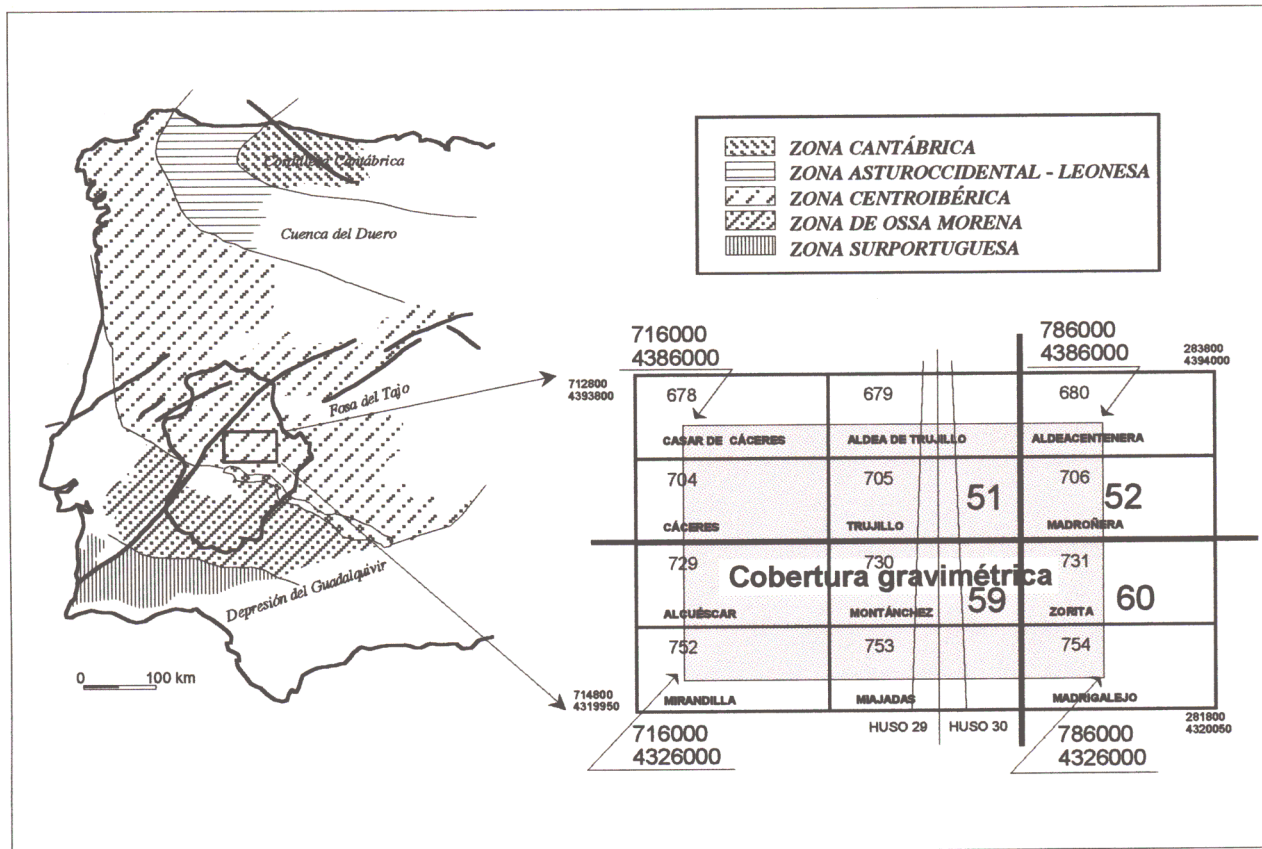 ZONA CANTÁBRICA
ZONA ASTUROCCIDENTAL - LEONESA
ZONA CENTROIBÉRICA
ZONA DE OSSA MORENA
ZONA SURPORTUGUESA
Cordillera Cantábrica
Cuenca del Duero
Fosa del Tajo
Depresión del Guadalquivir
0 100 km
716000
4386000
786000
4386000
283800
4394000
712800
4393800
678
679
680
CASAR DE CÁCERES
ALDEA DE TRUJILLO
ALDEACENTENERA
704
705
706
51
52
CÁCERES
TRUJILLO
MADROÑERA
729
730
731
Cobertura gravimétrica
59
60
ALCUÉSCAR
MONTÁNCHEZ
ZORITA
752
753
754
MIRANDILLA
MIAJADAS
MADRIGALEJO
714800
4319950
281800
4320050
HUSO 29
HUSO 30
716000
4326000
786000
4326000